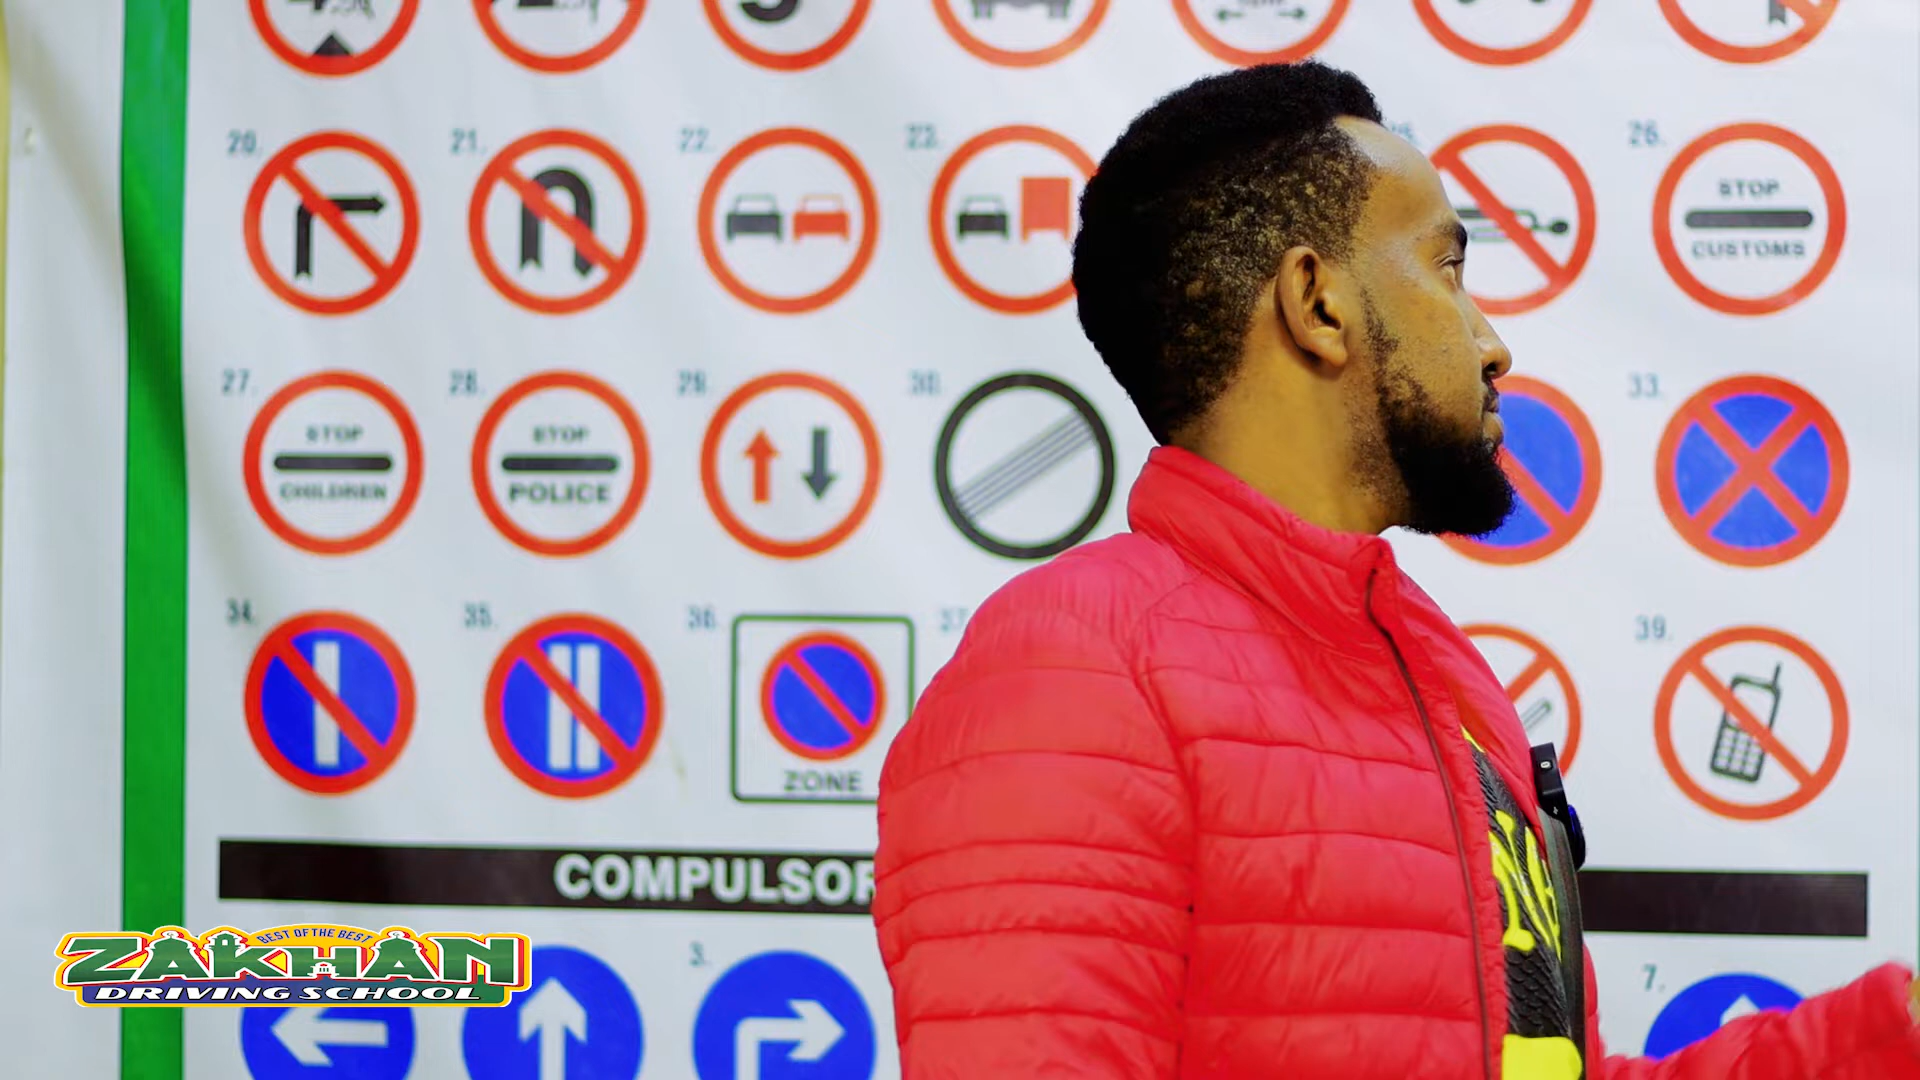 20.
21.
22.
23.
26.
STOP
CUSTOMS
27.
28.
29.
30.
33.
STOP
CHILDREN
STOP
POLICE
34.
35.
36.
37
39.
ZONE
COMPULSOR
3.
7.
BEST OF THE BEST
ZAKHAN
DRIVING SCHOOL